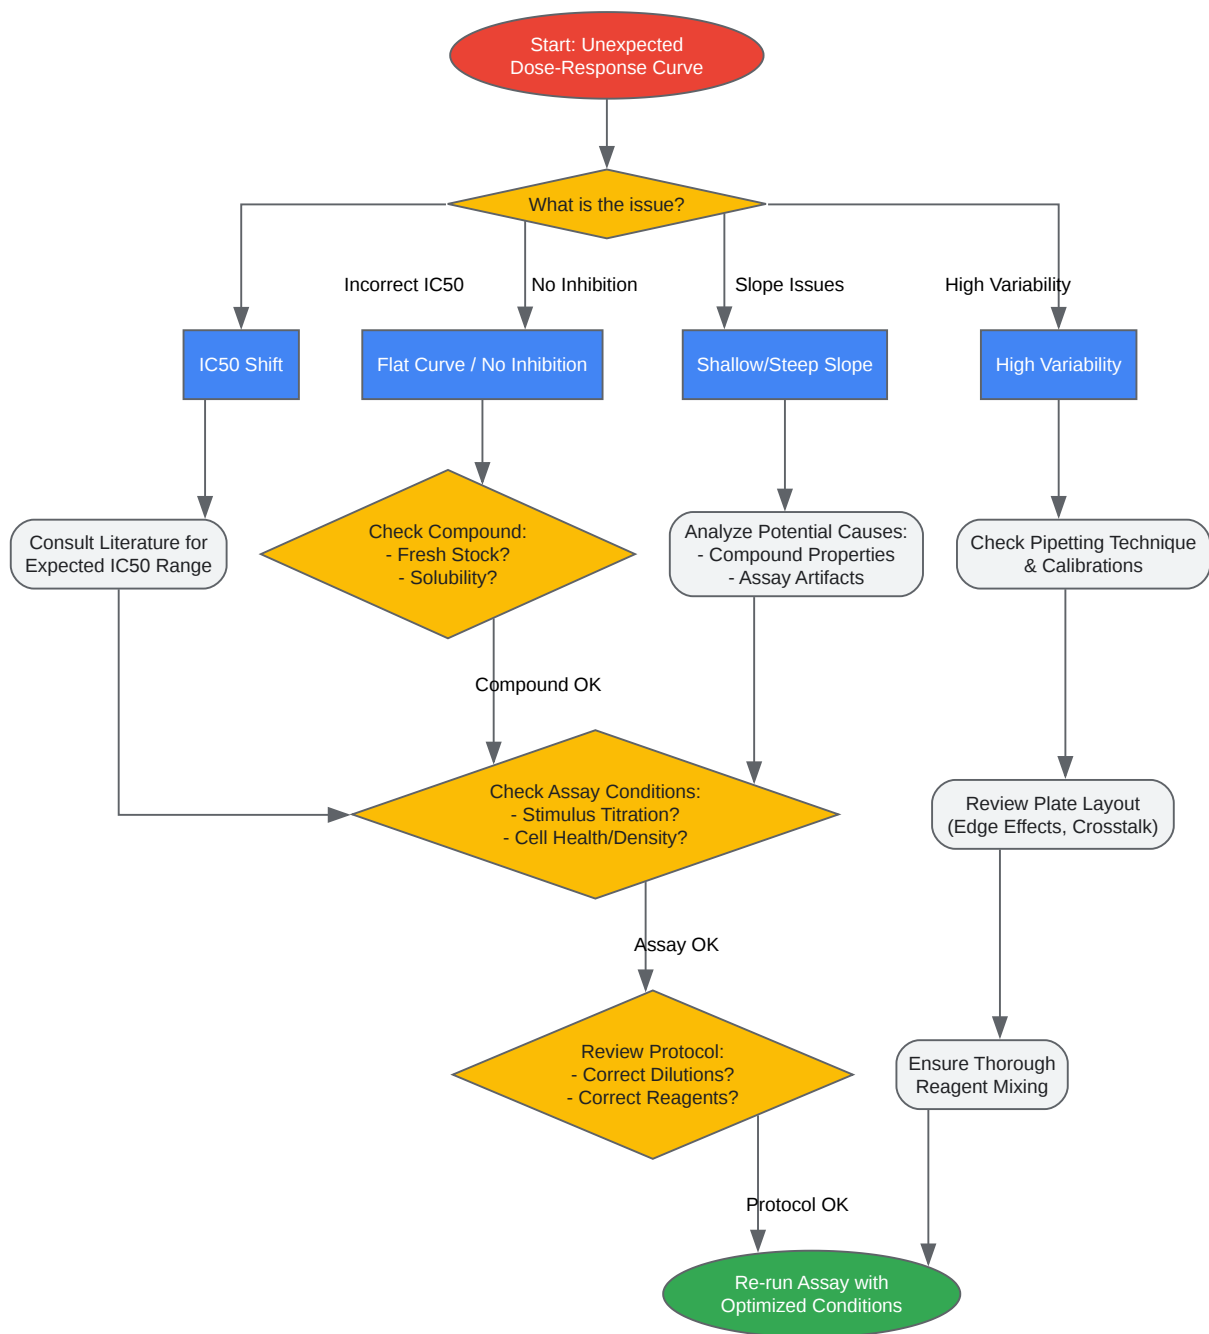 Start: Unexpected
Dose-Response Curve
What is the issue?
Incorrect IC50
No Inhibition
Slope Issues
High Variability
IC50 Shift
Flat Curve / No Inhibition
Shallow/Steep Slope
High Variability
Consult Literature for
Expected IC50 Range
Check Compound:
- Fresh Stock?
- Solubility?
Analyze Potential Causes:
- Compound Properties
- Assay Artifacts
Check Pipetting Technique
& Calibrations
Compound OK
Check Assay Conditions:
- Stimulus Titration?
- Cell Health/Density?
Review Plate Layout
(Edge Effects, Crosstalk)
Assay OK
Review Protocol:
- Correct Dilutions?
- Correct Reagents?
Ensure Thorough
Reagent Mixing
Protocol OK
Re-run Assay with
Optimized Conditions